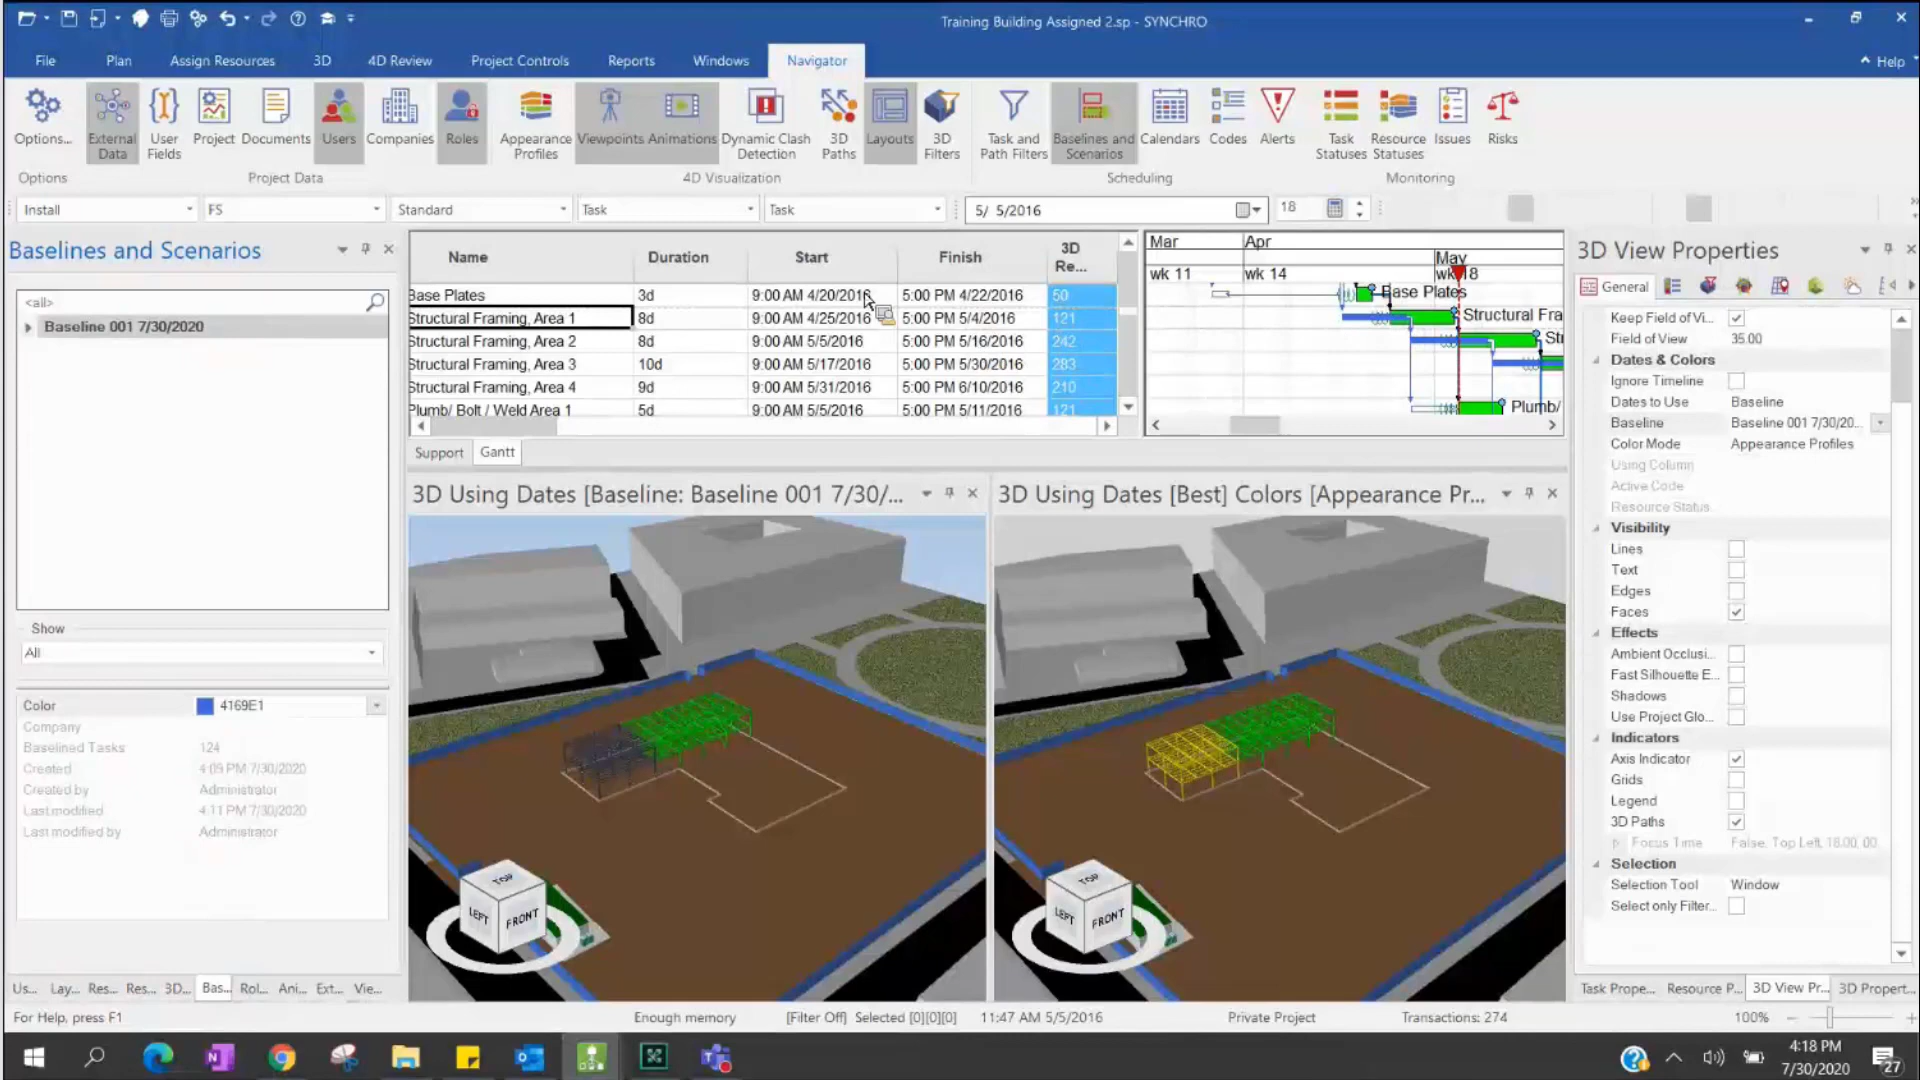 Training Building Assigned 2.sp - SYNCHRO
File Plan Assign Resources 3D 4D Review Project Controls Reports Windows Navigator Help
Options... External Data User Fields Project Documents Users Companies Roles Appearance Profiles Viewpoints Animations Dynamic Clash Detection 3D Paths Layouts 3D Filters Task and Path Filters Baselines and Scenarios Calendars Codes Alerts Task Statuses Resource Statuses Issues Risks
Options Project Data 4D Visualization Scheduling Monitoring
Install FS Standard Task Task 5/ 5/2016 18
Baselines and Scenarios
<all>
Baseline 001 7/30/2020
Show
All
Color 4169E1
Company
Baselined Tasks 124
Created 4:09 PM 7/30/2020
Created by Administrator
Last modified 4:11 PM 7/30/2020
Last modified by Administrator
Us... Lay... Res... Res... 3D... Bas... Rol... Ani... Ext... Vie...
Name Duration Start Finish 3D Re...
Base Plates 3d 9:00 AM 4/20/2016 5:00 PM 4/22/2016 50
Structural Framing, Area 1 8d 9:00 AM 4/25/2016 5:00 PM 5/4/2016 121
Structural Framing, Area 2 8d 9:00 AM 5/5/2016 5:00 PM 5/16/2016 242
Structural Framing, Area 3 10d 9:00 AM 5/17/2016 5:00 PM 5/30/2016 283
Structural Framing, Area 4 9d 9:00 AM 5/31/2016 5:00 PM 6/10/2016 210
Plumb/ Bolt / Weld Area 1 5d 9:00 AM 5/5/2016 5:00 PM 5/11/2016 121
Support Gantt
Mar Apr May
wk 11 wk 14 wk 18
Base Plates
Structural Fra
Str
Plumb/
3D Using Dates [Baseline: Baseline 001 7/30/...
TOP
LEFT FRONT
3D Using Dates [Best] Colors [Appearance Pr...
TOP
LEFT FRONT
3D View Properties
General
Keep Field of Vi...
Field of View 35.00
Dates & Colors
Ignore Timeline
Dates to Use Baseline
Baseline Baseline 001 7/30/20...
Color Mode Appearance Profiles
Using Column
Active Code
Resource Status
Visibility
Lines
Text
Edges
Faces
Effects
Ambient Occlusi...
Fast Silhouette E...
Shadows
Use Project Glo...
Indicators
Axis Indicator
Grids
Legend
3D Paths
Focus Time False, Top Left, 18.00, 00
Selection
Selection Tool Window
Select only Filter...
Task Prope... Resource P... 3D View Pr... 3D Propert...
For Help, press F1 Enough memory [Filter Off] Selected [0][0][0] 11:47 AM 5/5/2016 Private Project Transactions: 274 100%
4:18 PM
7/30/2020
27